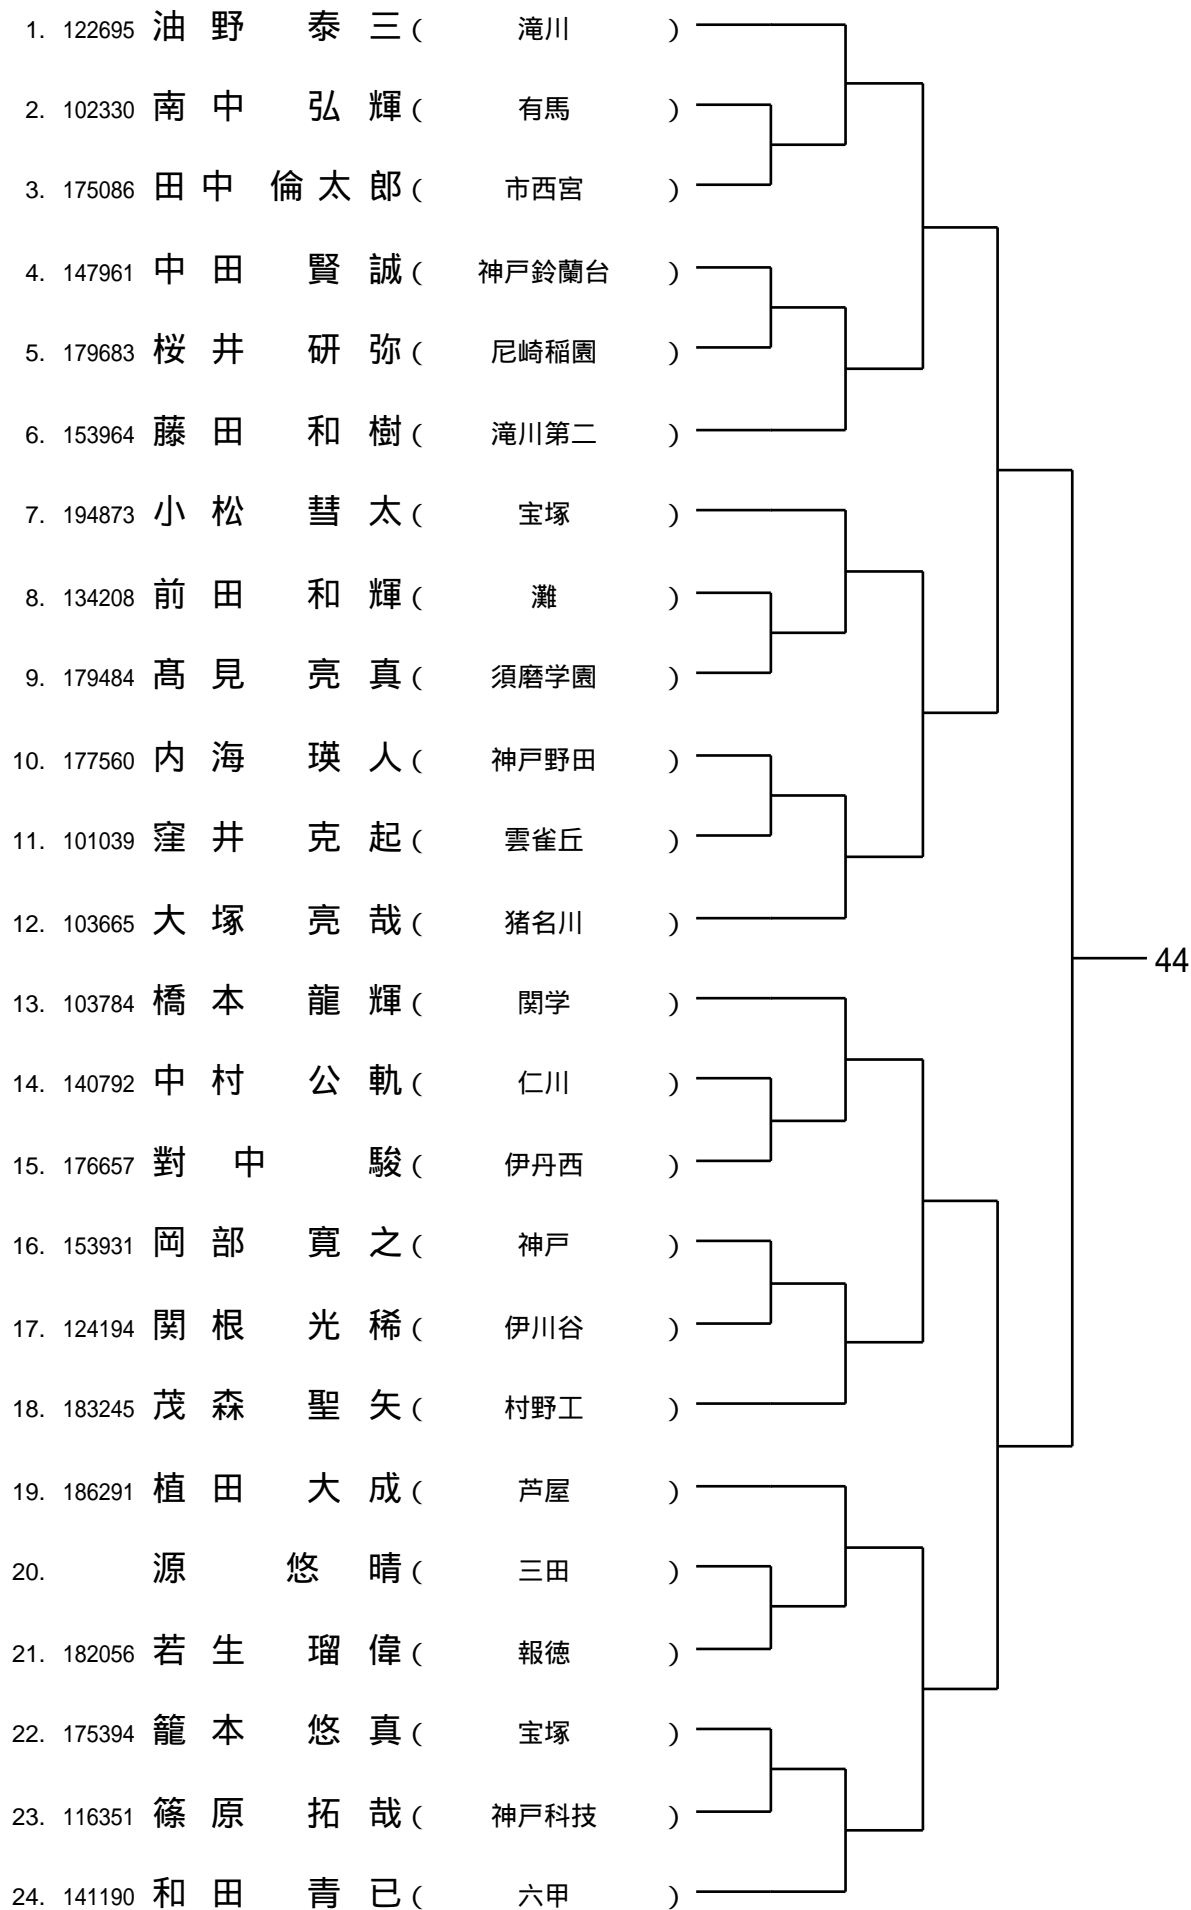 1. 122695 油野 泰三 ( 滝川 )
2. 102330 南中 弘輝 ( 有馬 )
3. 175086 田中 倫太郎 ( 市西宮 )
4. 147961 中田 賢誠 ( 神戸鈴蘭台 )
5. 179683 桜井 研弥 ( 尼崎稲園 )
6. 153964 藤田 和樹 ( 滝川第二 )
7. 194873 小松 彗太 ( 宝塚 )
8. 134208 前田 和輝 ( 灘 )
9. 179484 髙見 亮真 ( 須磨学園 )
10. 177560 内海 瑛人 ( 神戸野田 )
11. 101039 窪井 克起 ( 雲雀丘 )
12. 103665 大塚 亮哉 ( 猪名川 )
44
13. 103784 橋本 龍輝 ( 関学 )
14. 140792 中村 公軌 ( 仁川 )
15. 176657 對中 駿 ( 伊丹西 )
16. 153931 岡部 寛之 ( 神戸 )
17. 124194 関根 光稀 ( 伊川谷 )
18. 183245 茂森 聖矢 ( 村野工 )
19. 186291 植田 大成 ( 芦屋 )
20. 源 悠晴 ( 三田 )
21. 182056 若生 瑠偉 ( 報徳 )
22. 175394 籠本 悠真 ( 宝塚 )
23. 116351 篠原 拓哉 ( 神戸科技 )
24. 141190 和田 青已 ( 六甲 )